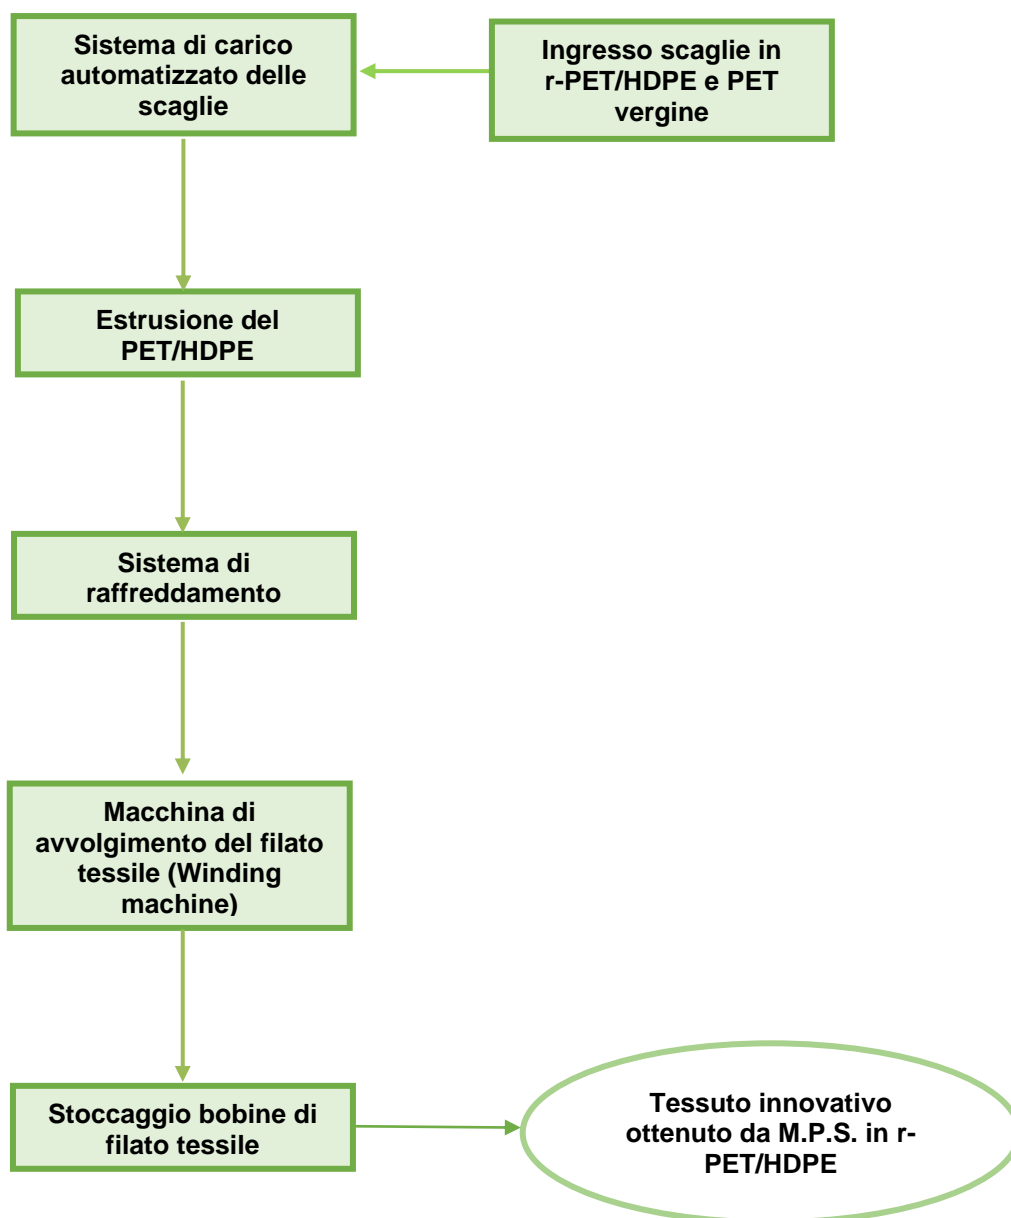 Sistema di carico
automatizzato delle
scaglie
Ingresso scaglie in
r-PET/HDPE e PET
vergine
Estrusione del
PET/HDPE
Sistema di
raffreddamento
Macchina di
avvolgimento del filato
tessile (Winding
machine)
Stoccaggio bobine di
filato tessile
Tessuto innovativo
ottenuto da M.P.S. in r-
PET/HDPE